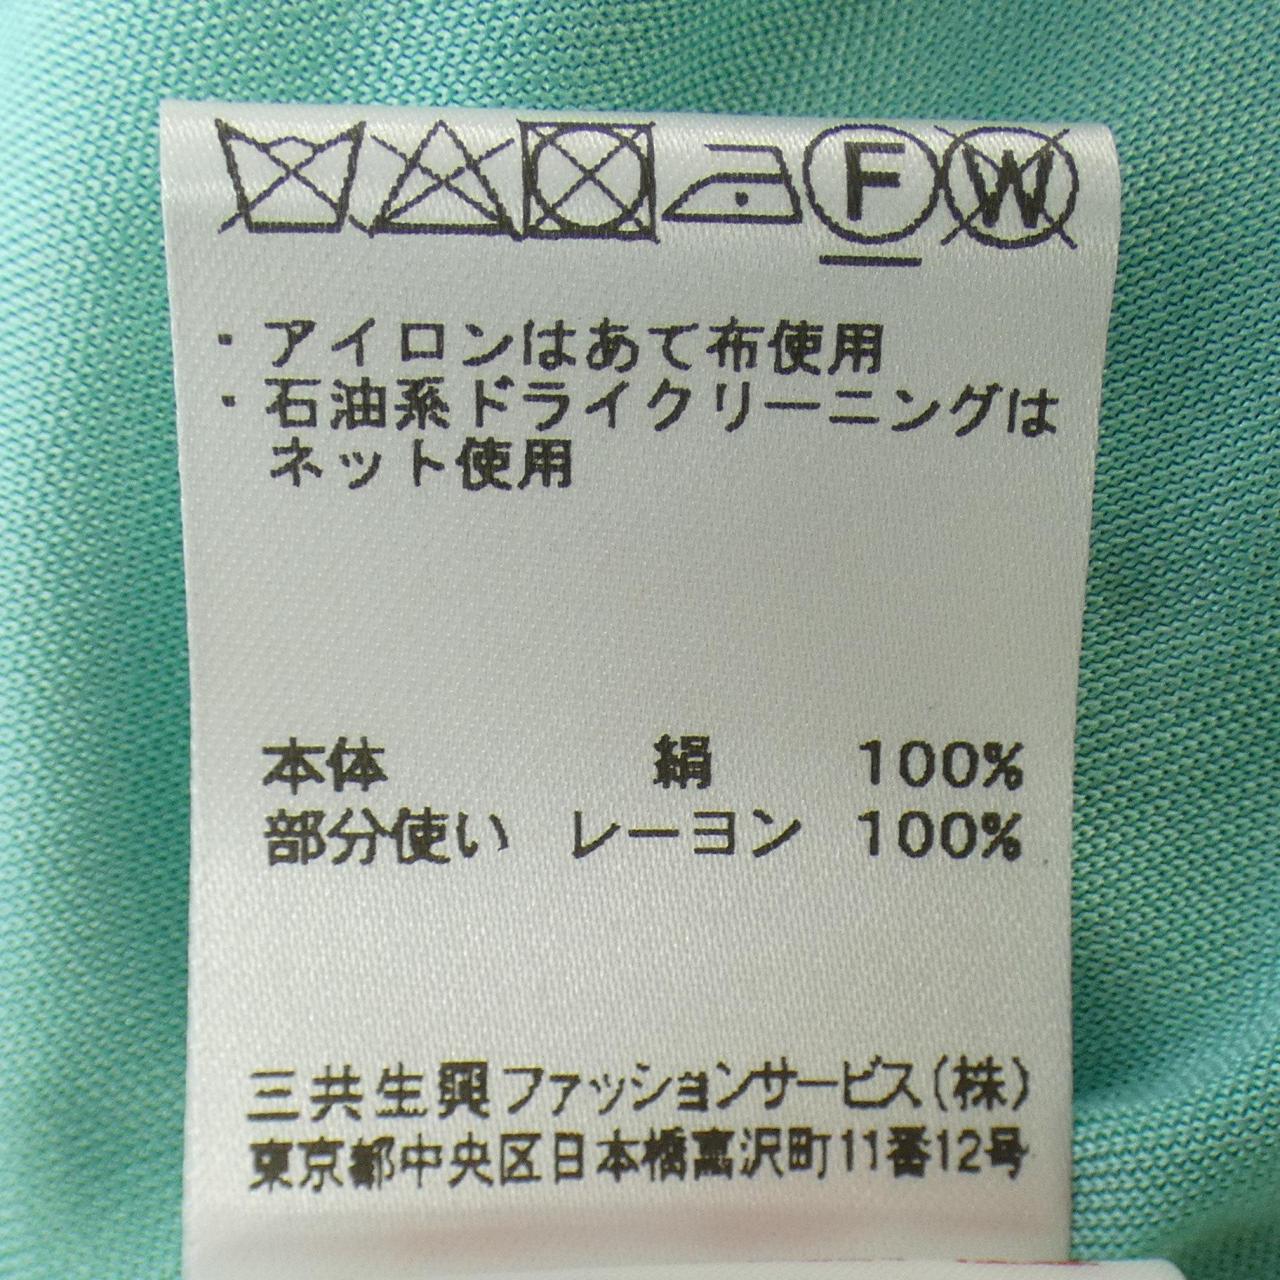 F W
・アイロンはあて布使用
・石油系ドライクリーニングは
ネット使用
本体 絹 100%
部分使い レーヨン 100%
三共生興ファッションサービス(株)
東京都中央区日本橋富沢町11番12号